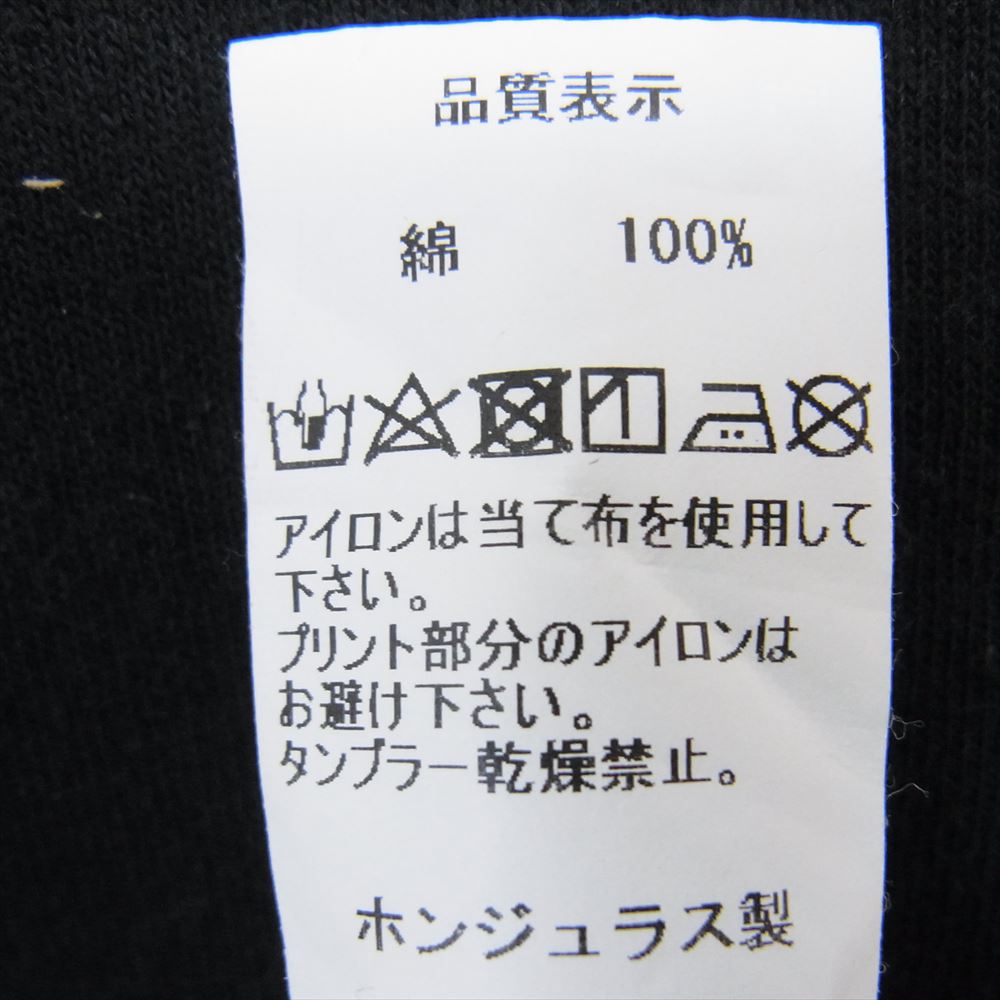 品質表示
綿 100%
アイロンは当て布を使用して
下さい。
プリント部分のアイロンは
お避け下さい。
タンブラー乾燥禁止。
ホンジュラス製